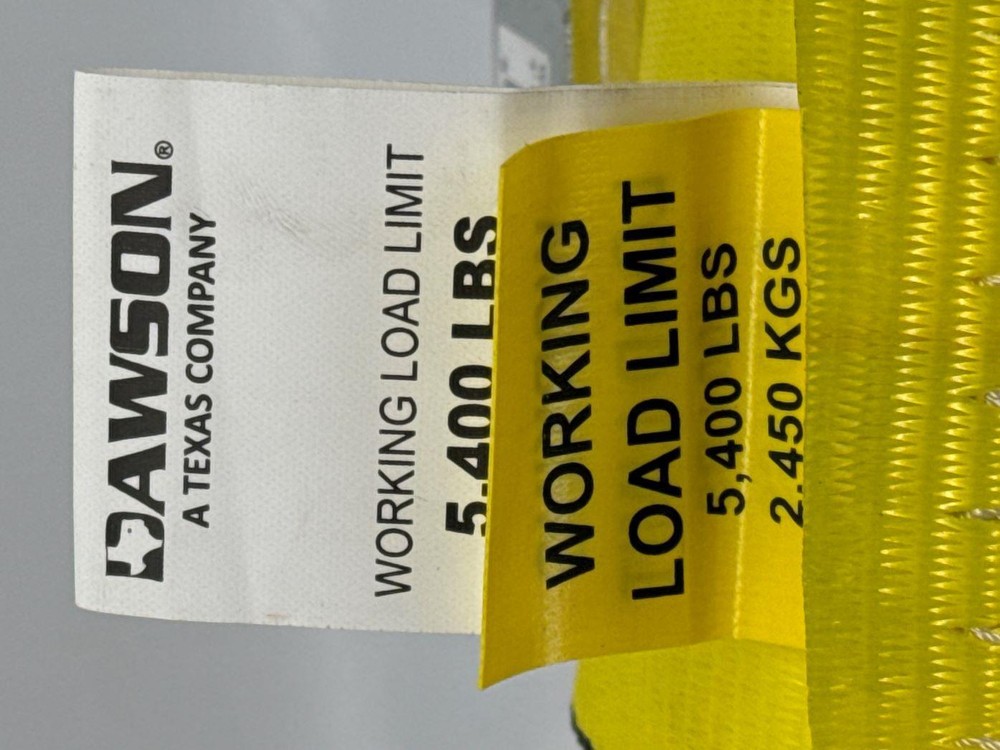 DAWSON®
A TEXAS COMPANY
WORKING LOAD LIMIT
5,400 LBS
WORKING
LOAD LIMIT
5,400 LBS
2,450 KGS